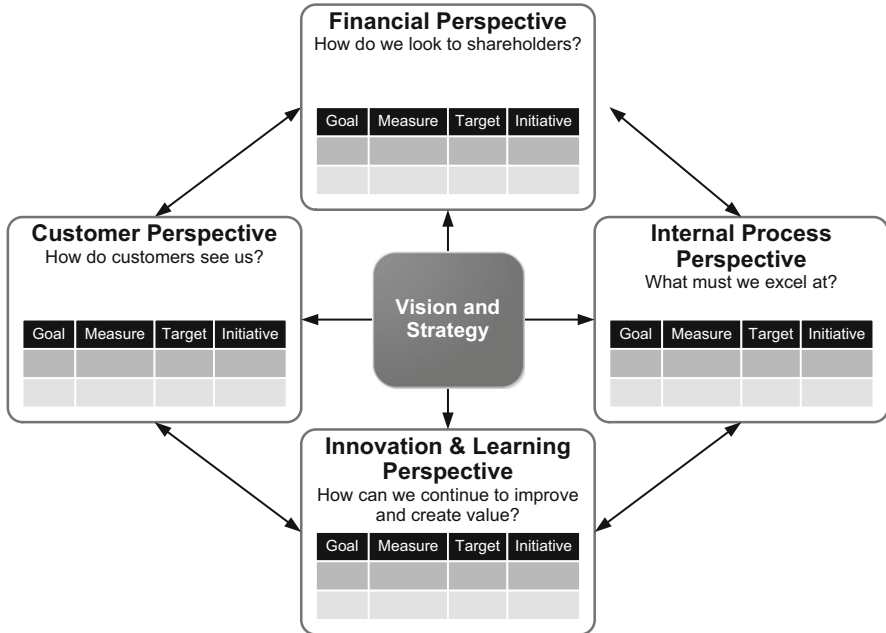 Financial Perspective
How do we look to shareholders?
Goal Measure Target Initiative
Customer Perspective
How do customers see us?
Goal Measure Target Initiative
Vision and
Strategy
Internal Process
Perspective
What must we excel at?
Goal Measure Target Initiative
Innovation & Learning
Perspective
How can we continue to improve
and create value?
Goal Measure Target Initiative